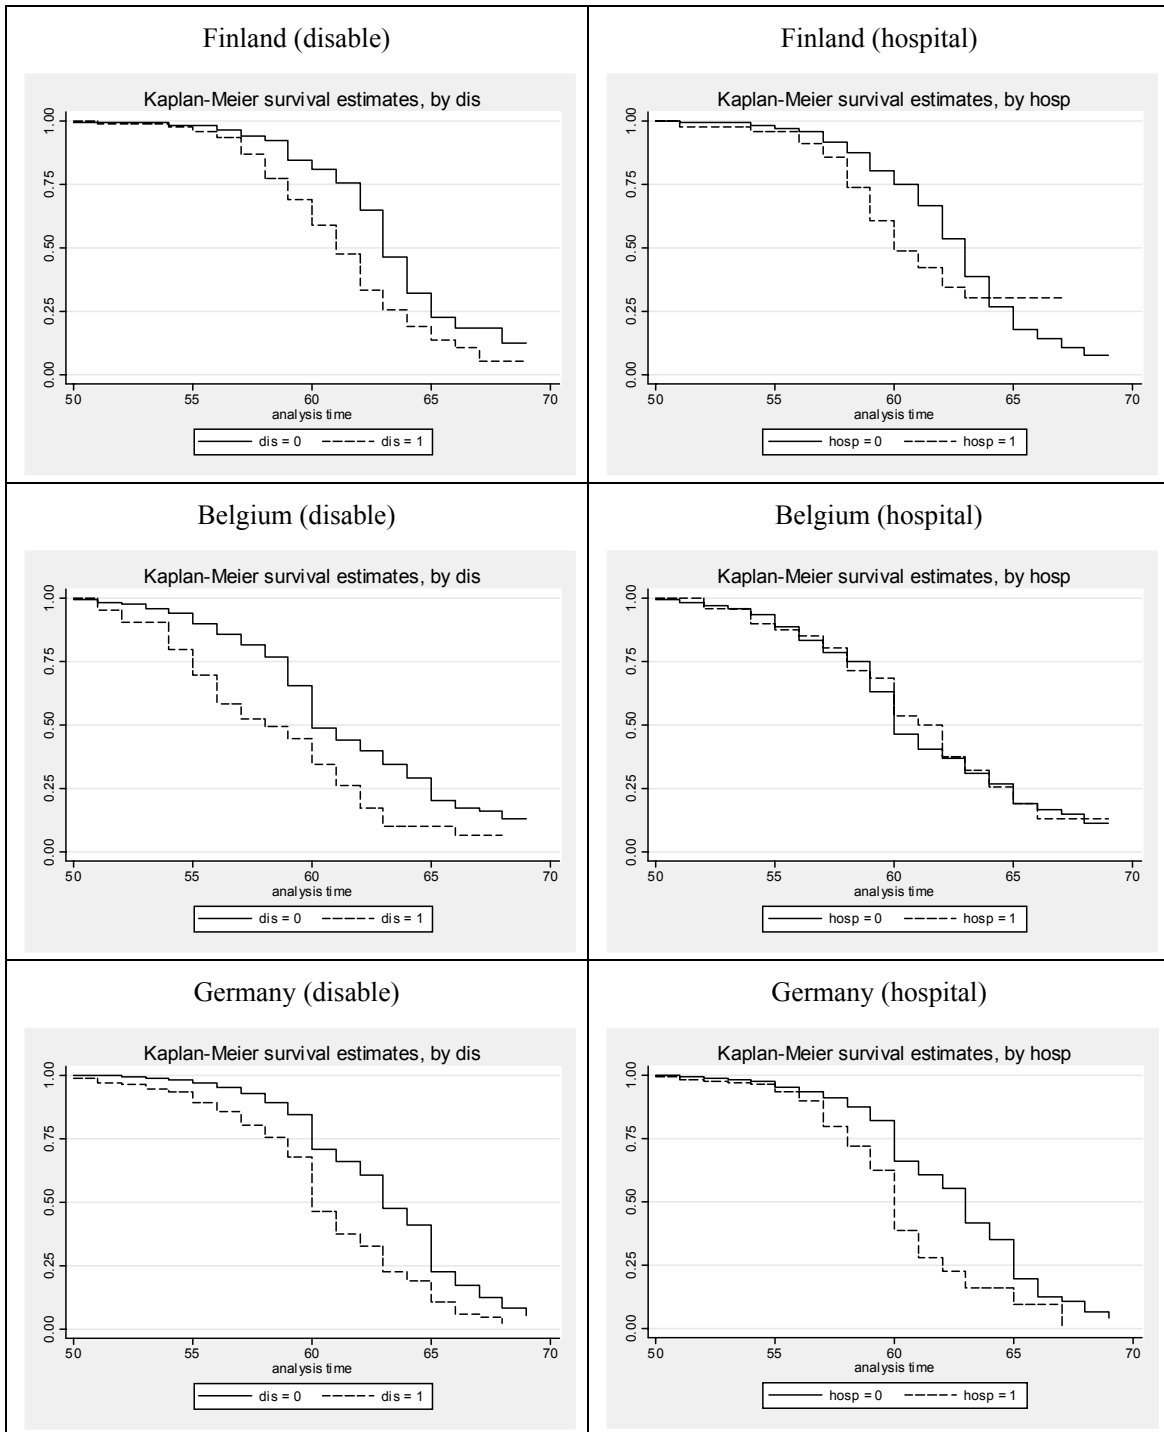 Finland (disable)
Kaplan-Meier survival estimates, by dis
1.00
0.75
0.50
0.25
0.00
50 55 60 65 70
analysis time
dis = 0 dis = 1
Finland (hospital)
Kaplan-Meier survival estimates, by hosp
1.00
0.75
0.50
0.25
0.00
50 55 60 65 70
analysis time
hosp = 0 hosp = 1
Belgium (disable)
Kaplan-Meier survival estimates, by dis
1.00
0.75
0.50
0.25
0.00
50 55 60 65 70
analysis time
dis = 0 dis = 1
Belgium (hospital)
Kaplan-Meier survival estimates, by hosp
1.00
0.75
0.50
0.25
0.00
50 55 60 65 70
analysis time
hosp = 0 hosp = 1
Germany (disable)
Kaplan-Meier survival estimates, by dis
1.00
0.75
0.50
0.25
0.00
50 55 60 65 70
analysis time
dis = 0 dis = 1
Germany (hospital)
Kaplan-Meier survival estimates, by hosp
1.00
0.75
0.50
0.25
0.00
50 55 60 65 70
analysis time
hosp = 0 hosp = 1